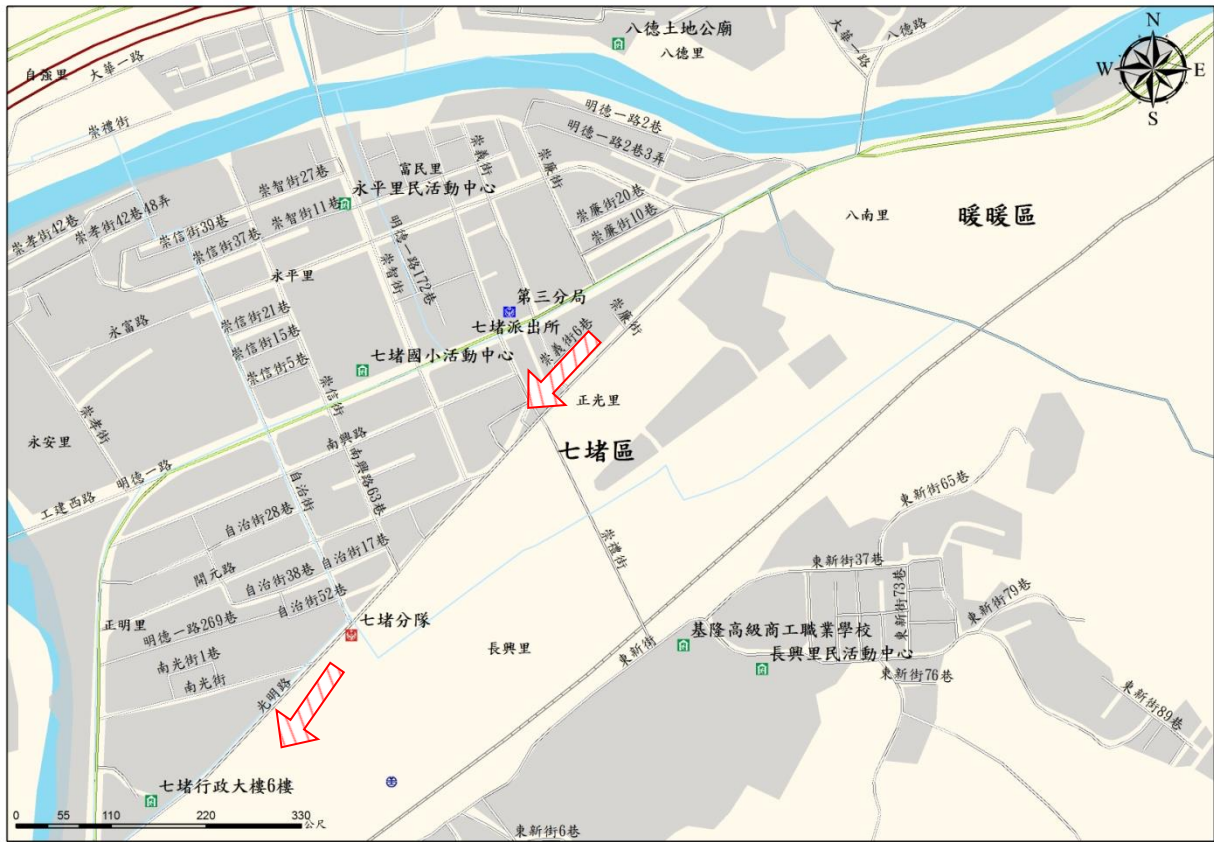 八德土地公廟
八德里
大華一路
八德路
N
W
E
S
自強里
大華一路
崇禮街
明德一路2巷
明德一路2巷3弄
崇義街
崇廉街
富民里
永平里民活動中心
崇智街27巷
崇智街11巷
崇廉街20巷
崇廉街10巷
八南里
暖暖區
崇孝街42巷
崇孝街42巷48弄
崇信街39巷
崇信街37巷
明德一路172巷
崇智街
永平里
第三分局
七堵派出所
崇義街6巷
崇廉街
永富路
崇信街21巷
崇信街15巷
崇信街5巷
七堵國小活動中心
崇信街
正光里
七堵區
崇孝街
永安里
工建西路
明德一路
南興路
南興路63巷
自治街
自治街28巷
東新街65巷
崇禮街
開元路
自治街38巷
自治街17巷
自治街52巷
東新街37巷
東新街73巷
東新街79巷
正明里
明德一路269巷
七堵分隊
長興里
東新街
基隆高級商工職業學校
長興里民活動中心
東新街76巷
南光街1巷
南光街
光明路
東新街89巷
七堵行政大樓6樓
0 55 110 220 330
公尺
東新街6巷